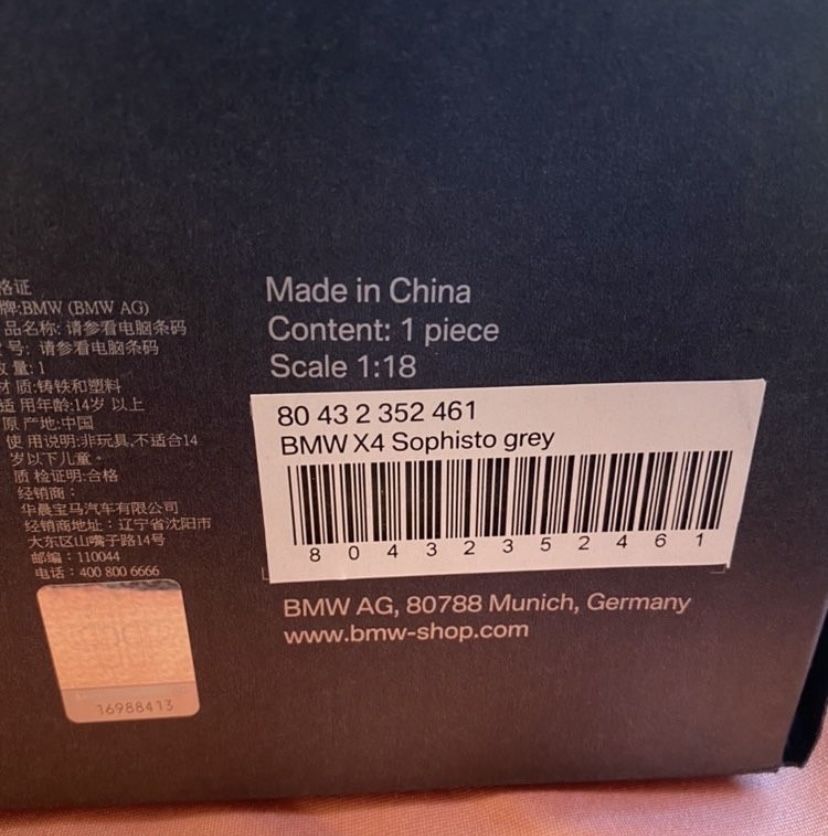 格证
牌:BMW (BMW AG)
品名称: 请参看电脑条码
号: 请参看电脑条码
量: 1
质:铸铁和塑料
适 用年龄:14岁 以上
原 产地:中国
使 用说明:非玩具,不适合14
岁以下儿童。
质 检证明:合格
经销商：
华晨宝马汽车有限公司
经销商地址：辽宁省沈阳市
大东区山嘴子路14号
邮编：110044
电话：400 800 6666
16988413
Made in China
Content: 1 piece
Scale 1:18
80 43 2 352 461
BMW X4 Sophisto grey
8 0 4 3 2 3 5 2 4 6 1
BMW AG, 80788 Munich, Germany
www.bmw-shop.com